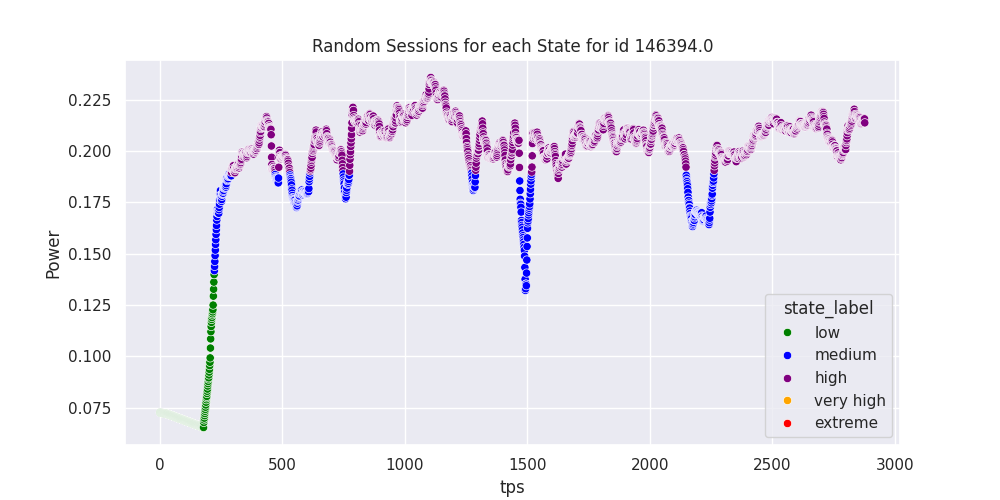 Random Sessions for each State for id 146394.0
Power
0.225
0.200
0.175
0.150
0.125
0.100
0.075
state_label
low
medium
high
very high
extreme
0 500 1000 1500 2000 2500 3000
tps